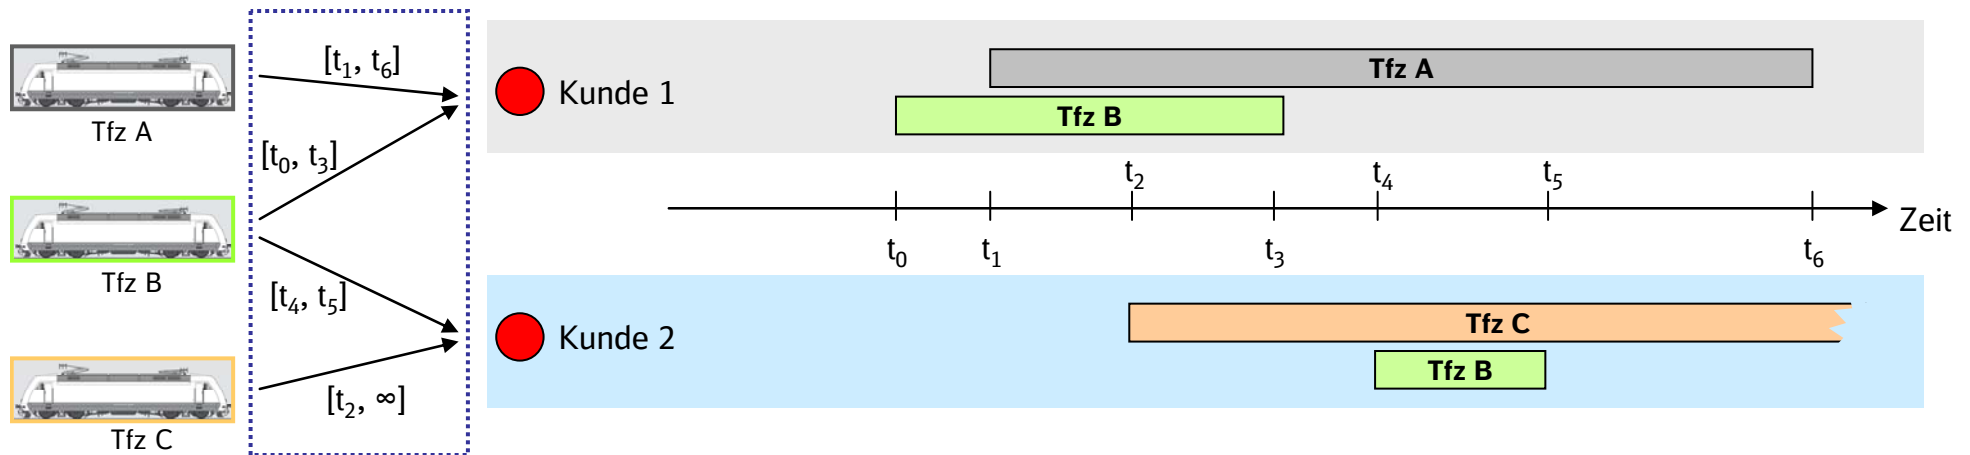 Tfz A
Tfz B
Tfz C
[t₁, t₆]
[t₀, t₃]
[t₄, t₅]
[t₂, ∞]
Kunde 1
Tfz A
Tfz B
t₂ t₄ t₅
t₀ t₁ t₃ t₆
Zeit
Kunde 2
Tfz C
Tfz B